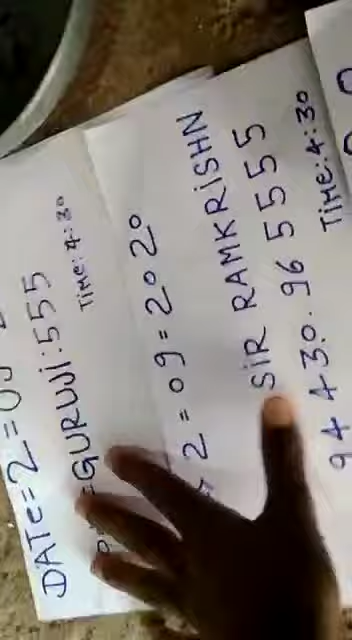 DATe=2=09
=GURUJI:555
TiMe:4:30
2=09=2020
SiR RAMKRiSHN
94 430.96 5555
TiMe:4:30